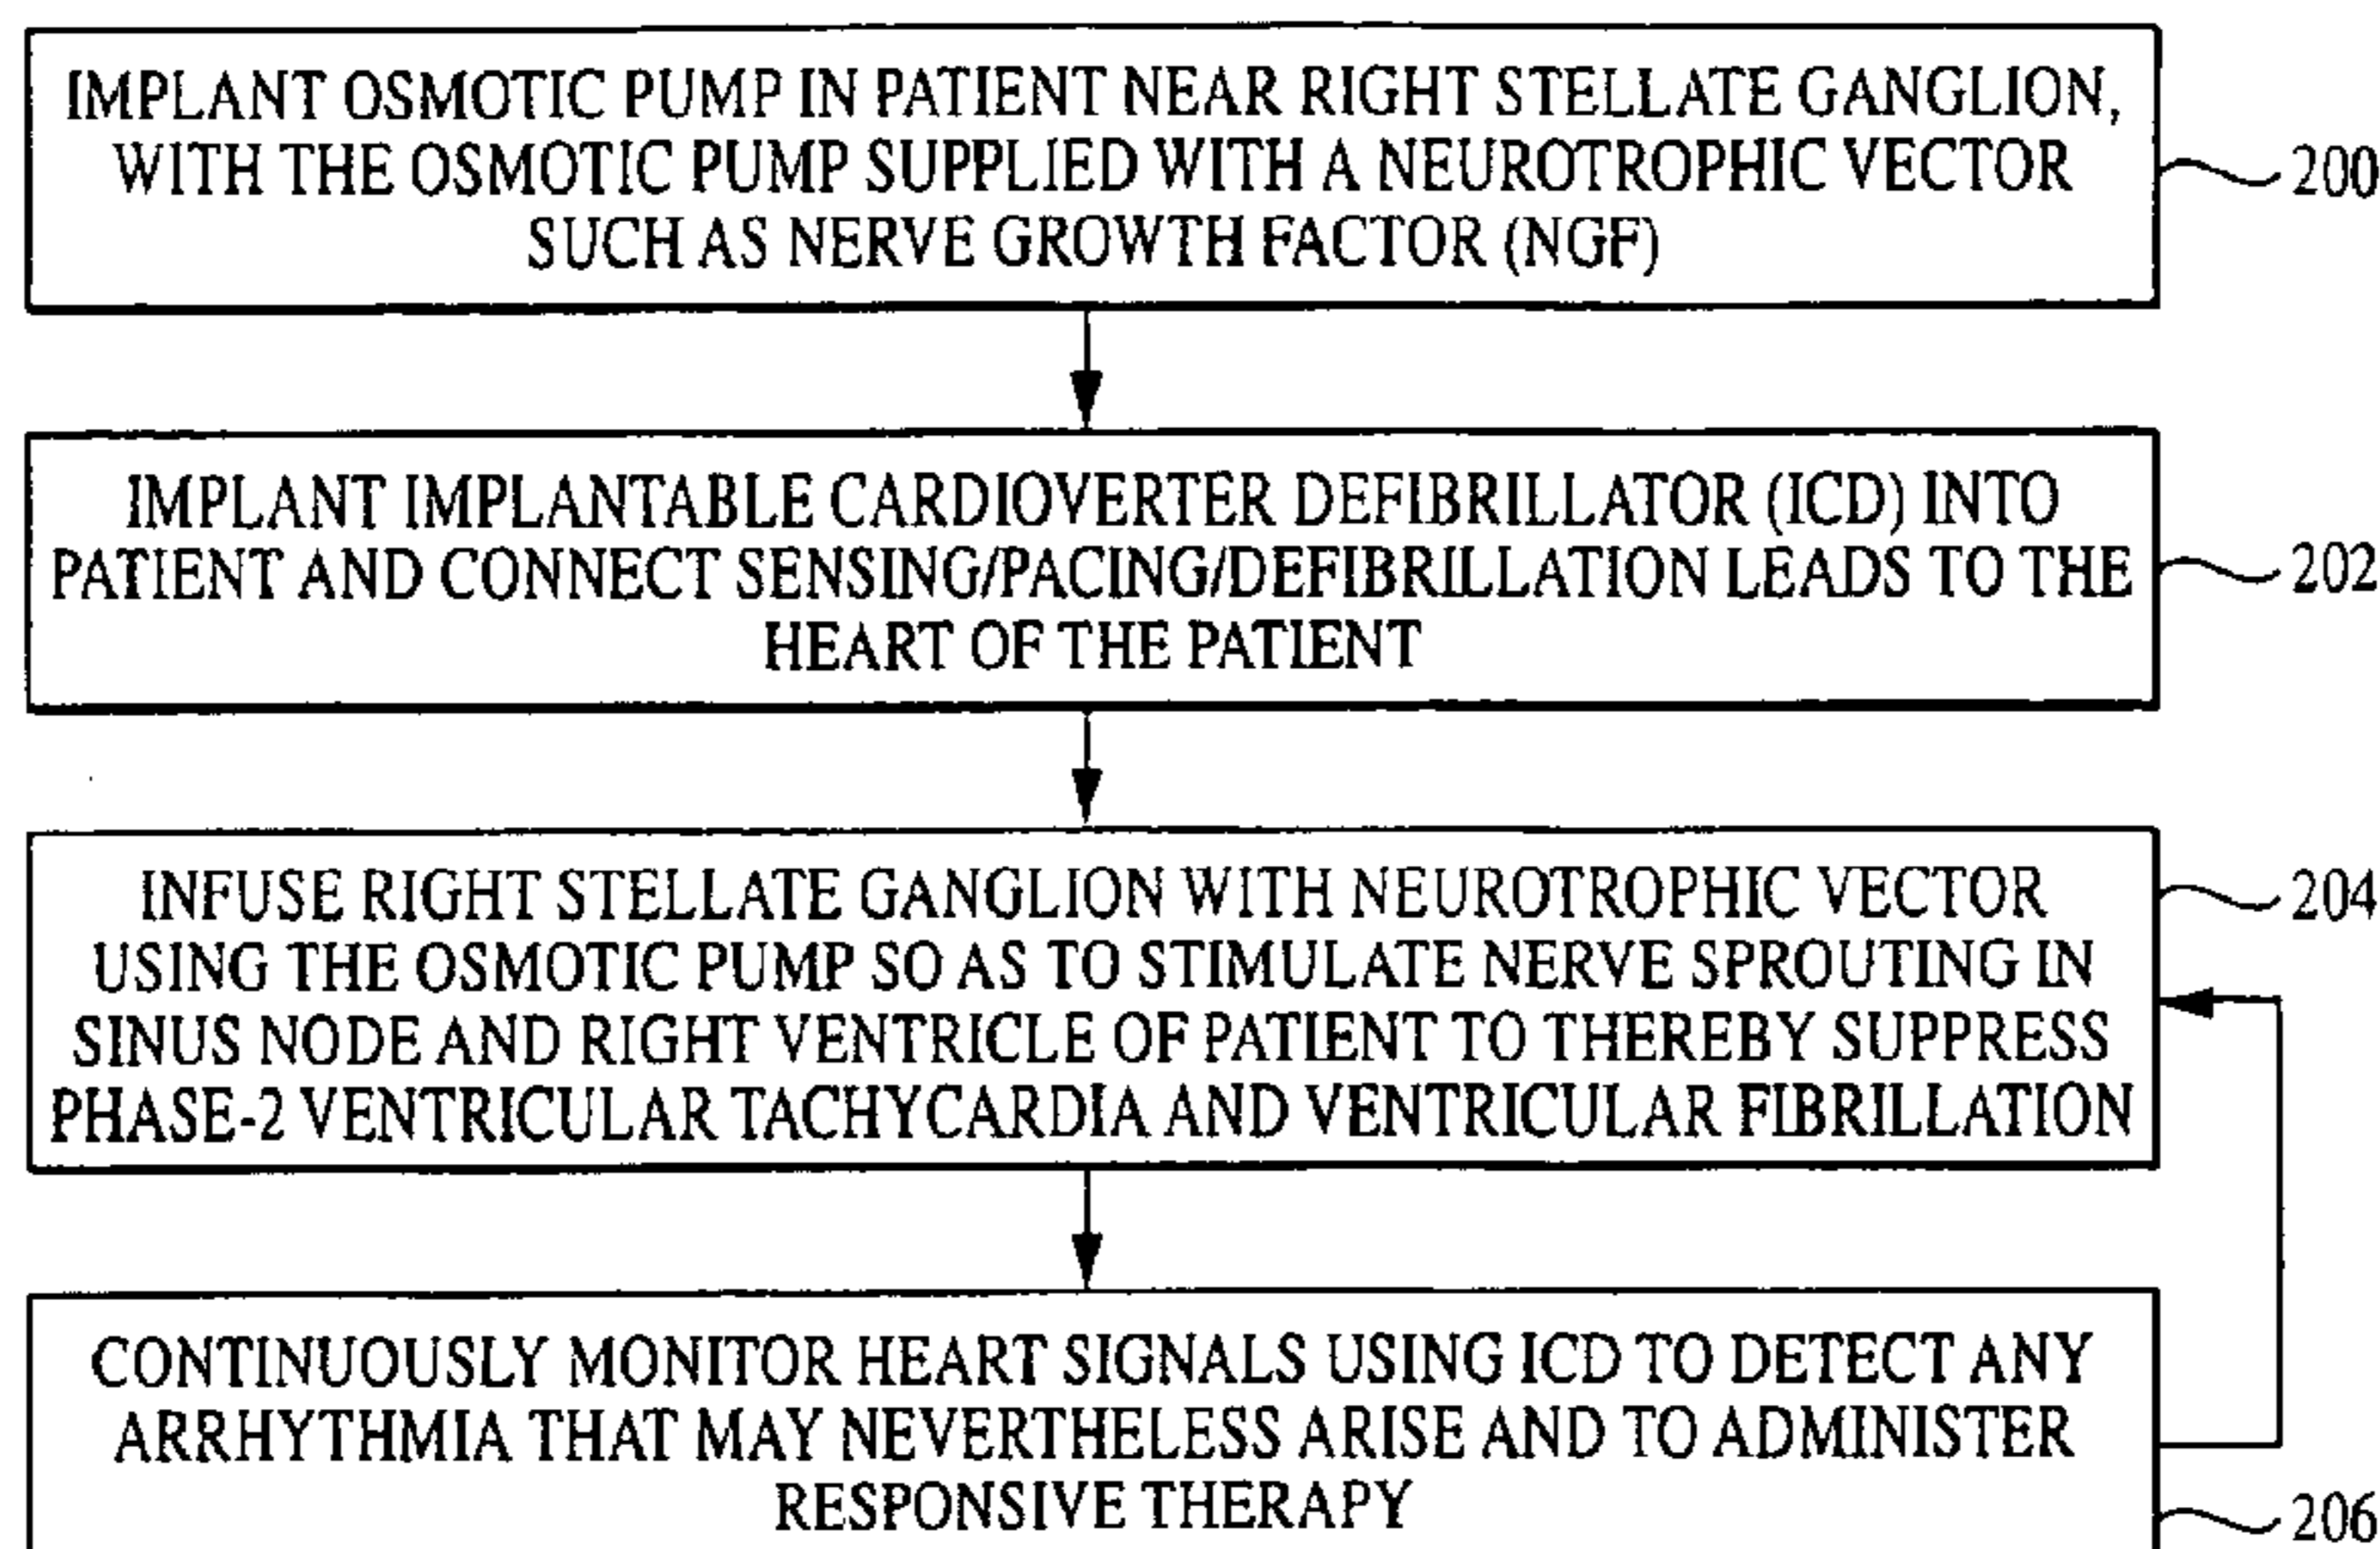 IMPLANT OSMOTIC PUMP IN PATIENT NEAR RIGHT STELLATE GANGLION,
WITH THE OSMOTIC PUMP SUPPLIED WITH A NEUROTROPHIC VECTOR
SUCH AS NERVE GROWTH FACTOR (NGF)
200
IMPLANT IMPLANTABLE CARDIOVERTER DEFIBRILLATOR (ICD) INTO
PATIENT AND CONNECT SENSING/PACING/DEFIBRILLATION LEADS TO THE
HEART OF THE PATIENT
202
INFUSE RIGHT STELLATE GANGLION WITH NEUROTROPHIC VECTOR
USING THE OSMOTIC PUMP SO AS TO STIMULATE NERVE SPROUTING IN
SINUS NODE AND RIGHT VENTRICLE OF PATIENT TO THEREBY SUPPRESS
PHASE-2 VENTRICULAR TACHYCARDIA AND VENTRICULAR FIBRILLATION
204
CONTINUOUSLY MONITOR HEART SIGNALS USING ICD TO DETECT ANY
ARRHYTHMIA THAT MAY NEVERTHELESS ARISE AND TO ADMINISTER
RESPONSIVE THERAPY
206